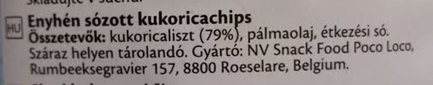 HU Enyhén sózott kukoricachips
Összetevők: kukoricaliszt (79%), pálmaolaj, étkezési só.
Száraz helyen tárolandó. Gyártó: NV Snack Food Poco Loco,
Rumbeeksegravier 157, 8800 Roeselare, Belgium.